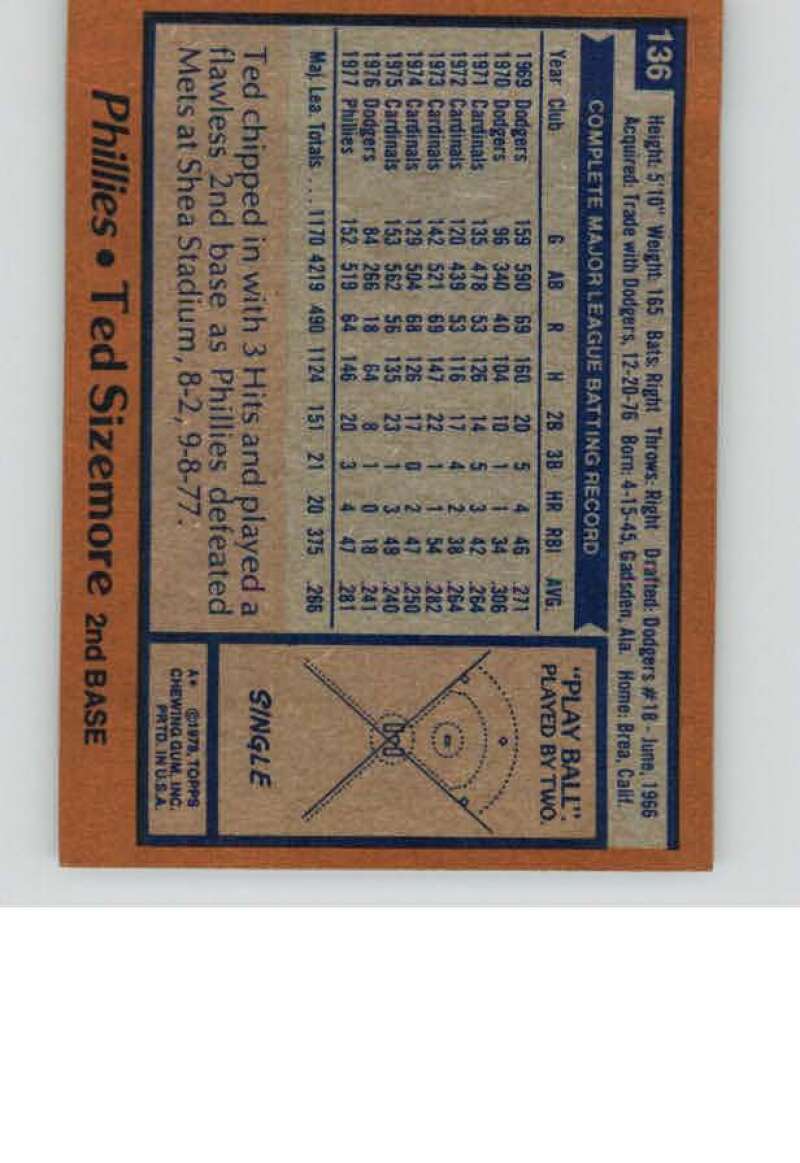 136
Height: 5'10" Weight: 165 Bats: Right Throws: Right Drafted: Dodgers #18 - June, 1966
Acquired: Trade with Dodgers, 12-20-76 Born: 4-15-45, Gadsden, Ala. Home: Brea, Calif.
COMPLETE MAJOR LEAGUE BATTING RECORD
Year Club G AB R H 2B 3B HR RBI AVG.
1969 Dodgers 159 590 69 160 20 5 4 46 .271
1970 Dodgers 96 340 40 104 10 1 1 34 .306
1971 Cardinals 135 478 53 126 14 5 3 42 .264
1972 Cardinals 120 439 53 116 17 4 2 38 .264
1973 Cardinals 142 521 69 147 22 1 1 54 .282
1974 Cardinals 129 504 68 126 17 0 2 47 .250
1975 Cardinals 153 562 56 135 23 1 3 49 .240
1976 Dodgers 84 266 18 64 8 1 0 18 .241
1977 Phillies 152 519 64 146 20 3 4 47 .281
Maj. Lea. Totals ... 1170 4219 490 1124 151 21 20 375 .266
Ted chipped in with 3 Hits and played a
flawless 2nd base as Phillies defeated
Mets at Shea Stadium, 8-2, 9-8-77.
"PLAY BALL"
PLAYED BY TWO.
SINGLE
A* ©1978, TOPPS
CHEWING GUM, INC.
PRTD. IN U.S.A.
Phillies • Ted Sizemore 2nd BASE